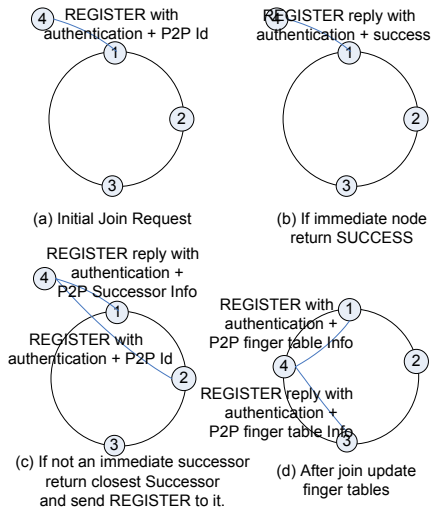 4
REGISTER with
authentication + P2P Id
1
2
3
(a) Initial Join Request
4
REGISTER reply with
authentication + success
1
2
3
(b) If immediate node
return SUCCESS
REGISTER reply with
authentication +
P2P Successor Info
4
1
REGISTER with
authentication + P2P Id
2
3
(c) If not an immediate successor
return closest Successor
and send REGISTER to it.
REGISTER with
authentication +
P2P finger table Info
1
2
4
REGISTER reply with
authentication +
P2P finger table Info
3
(d) After join update
finger tables